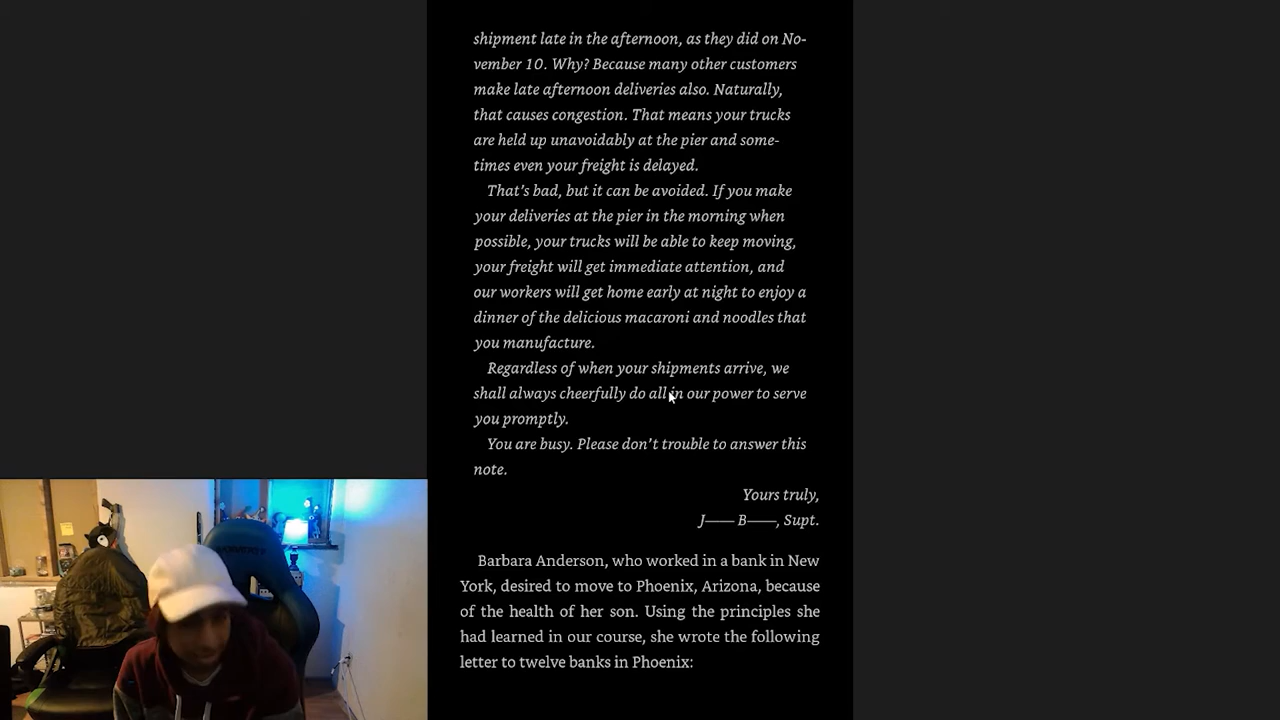 shipment late in the afternoon, as they did on No-
vember 10. Why? Because many other customers
make late afternoon deliveries also. Naturally,
that causes congestion. That means your trucks
are held up unavoidably at the pier and some-
times even your freight is delayed.
That’s bad, but it can be avoided. If you make
your deliveries at the pier in the morning when
possible, your trucks will be able to keep moving,
your freight will get immediate attention, and
our workers will get home early at night to enjoy a
dinner of the delicious macaroni and noodles that
you manufacture.
Regardless of when your shipments arrive, we
shall always cheerfully do all in our power to serve
you promptly.
You are busy. Please don’t trouble to answer this
note.
Yours truly,
J—— B——, Supt.
Barbara Anderson, who worked in a bank in New
York, desired to move to Phoenix, Arizona, because
of the health of her son. Using the principles she
had learned in our course, she wrote the following
letter to twelve banks in Phoenix: